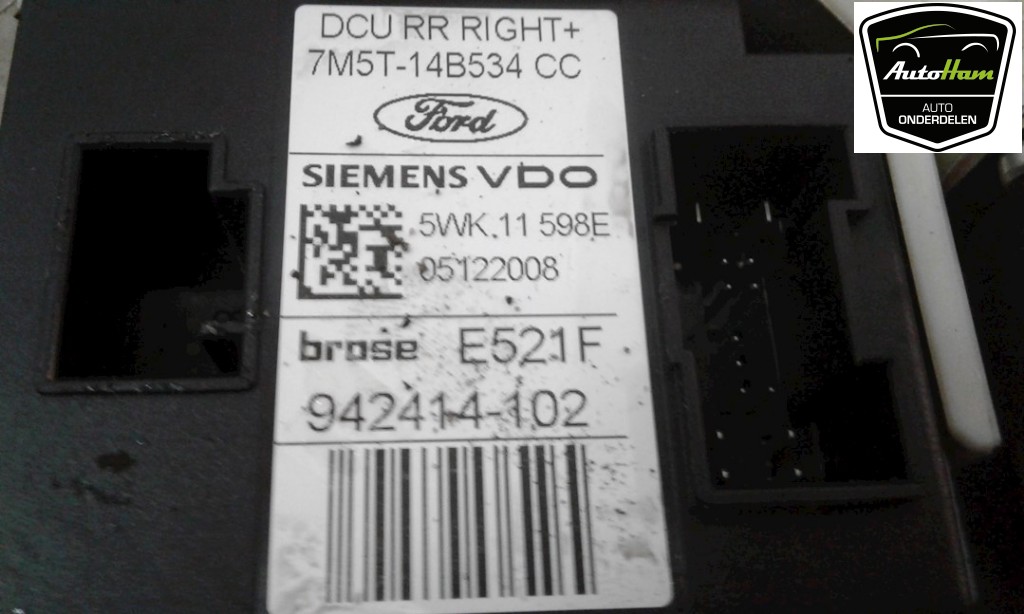 DCU RR RIGHT+
7M5T-14B534 CC
Ford
SIEMENS VDO
5WK 11 598E
05122008
brose E521F
942414-102
AutoHam
AUTO
ONDERDELEN